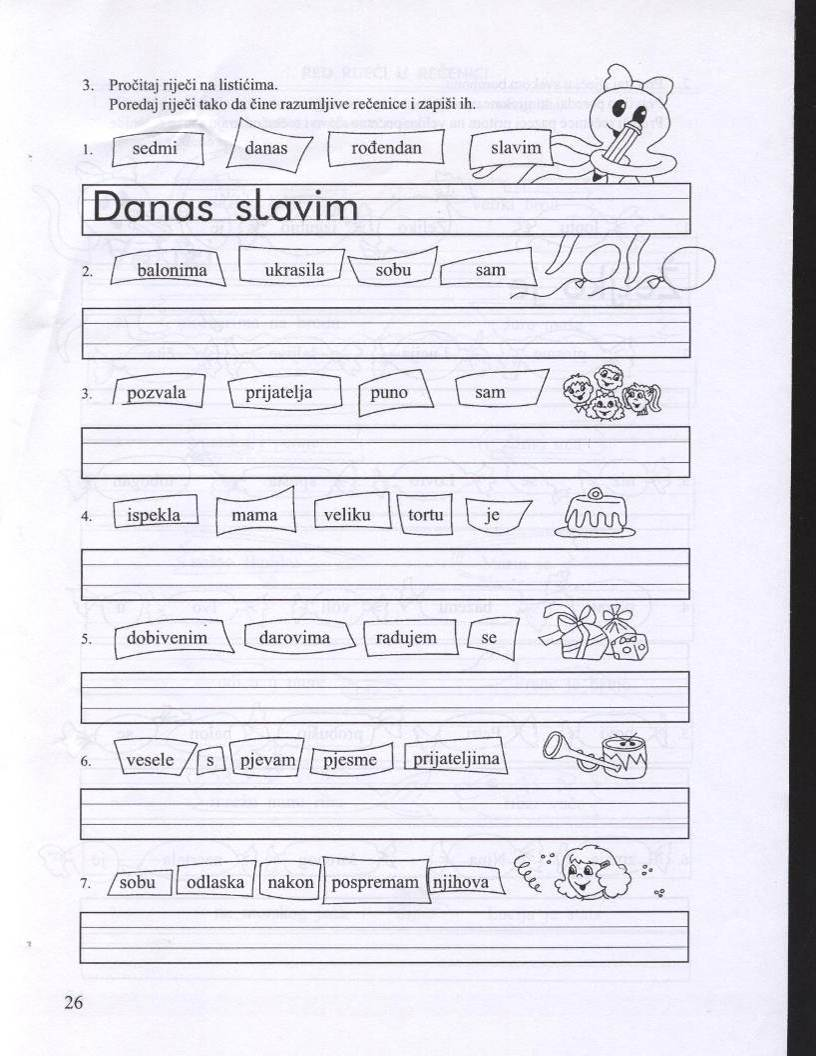 3. Pročitaj riječi na listićima.
Poredaj riječi tako da čine razumljive rečenice i zapiši ih.
1. sedmi danas rođendan slavim
Danas slavim
2. balonima ukrasila sobu sam
3. pozvala prijatelja puno sam
4. ispekla mama veliku tortu je
5. dobivenim darovima radujem se
6. vesele s pjevam pjesme prijateljima
7. sobu odlaska nakon pospremam njihova
26